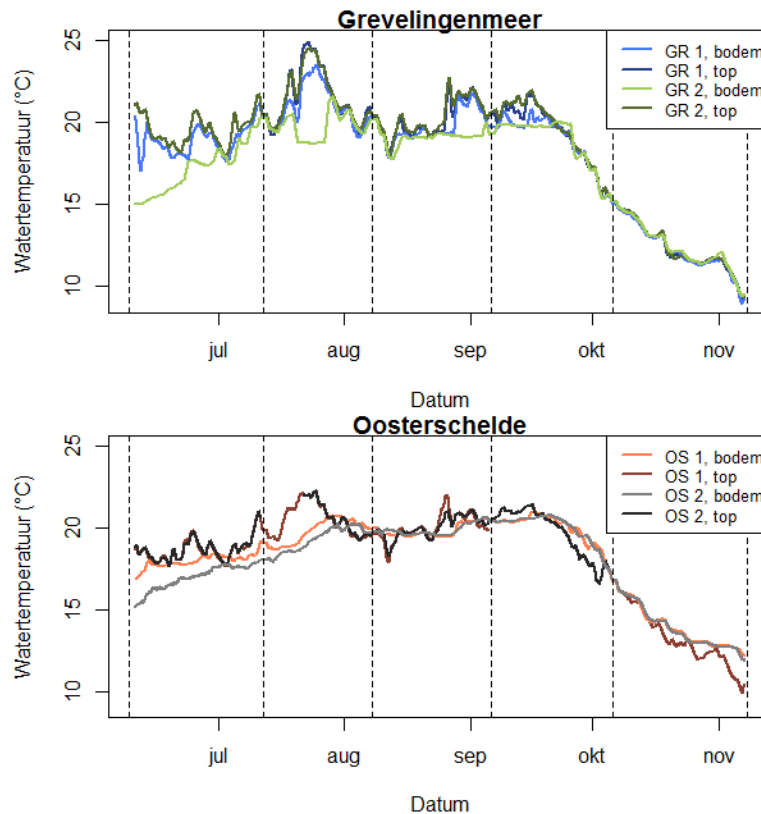 Grevelingenmeer
Watertemperatuur (°C)
25
20
15
10
GR 1, bodem
GR 1, top
GR 2, bodem
GR 2, top
jul
aug
sep
okt
nov
Datum
Oosterschelde
Watertemperatuur (°C)
25
20
15
10
OS 1, bodem
OS 1, top
OS 2, bodem
OS 2, top
jul
aug
sep
okt
nov
Datum